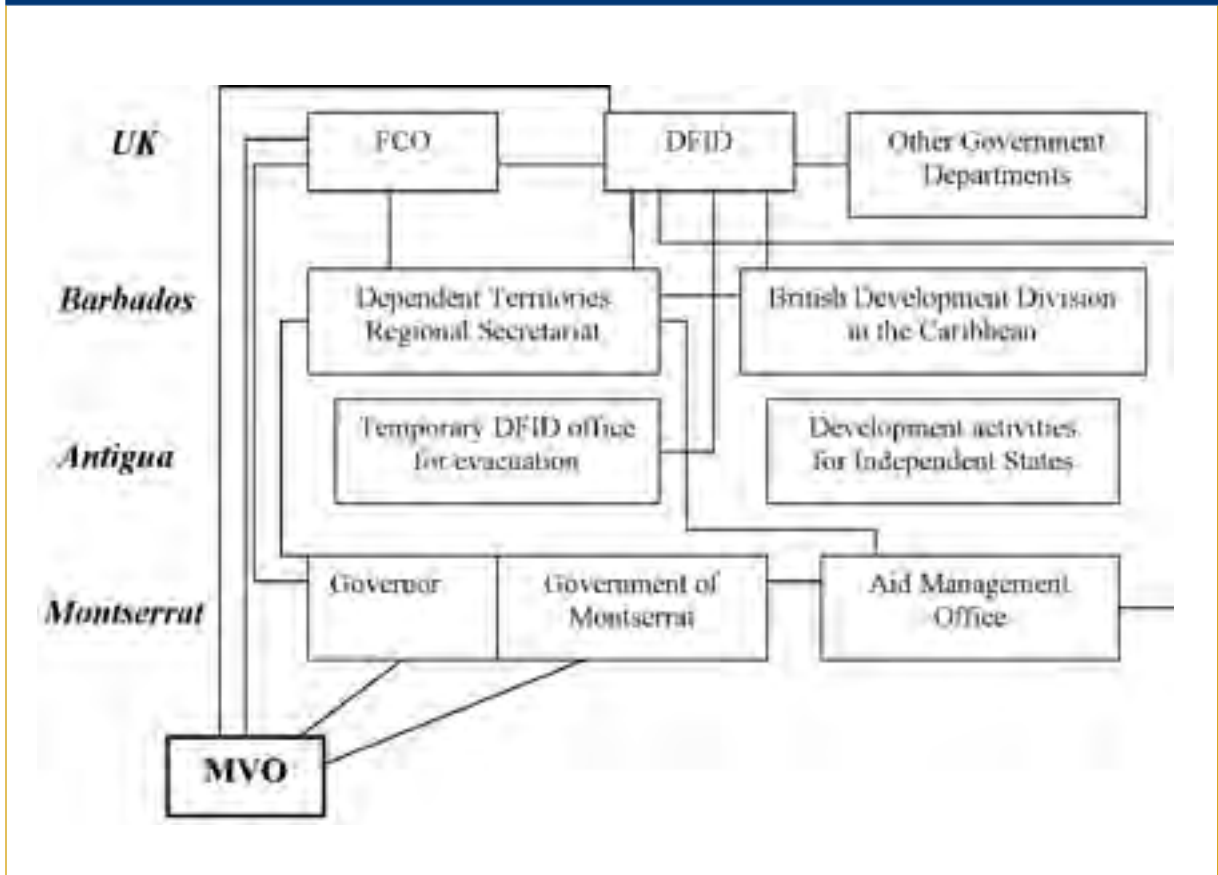 UK
FCO
DFID
Other Government
Departments
Barbados
Dependent Territories
Regional Secretariat
British Development Division
in the Caribbean
Antigua
Temporary DFID office
for evacuation
Development activities
for Independent States
Montserrat
Governor
Government of
Montserrat
Aid Management
Office
MVO